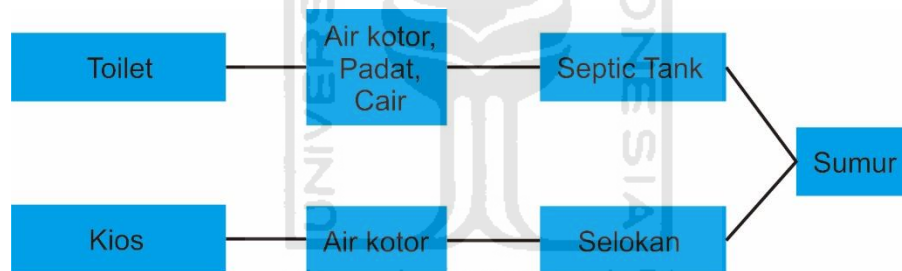 Toilet
Air kotor,
Padat,
Cair
Septic Tank
Sumur
Kios
Air kotor
Selokan